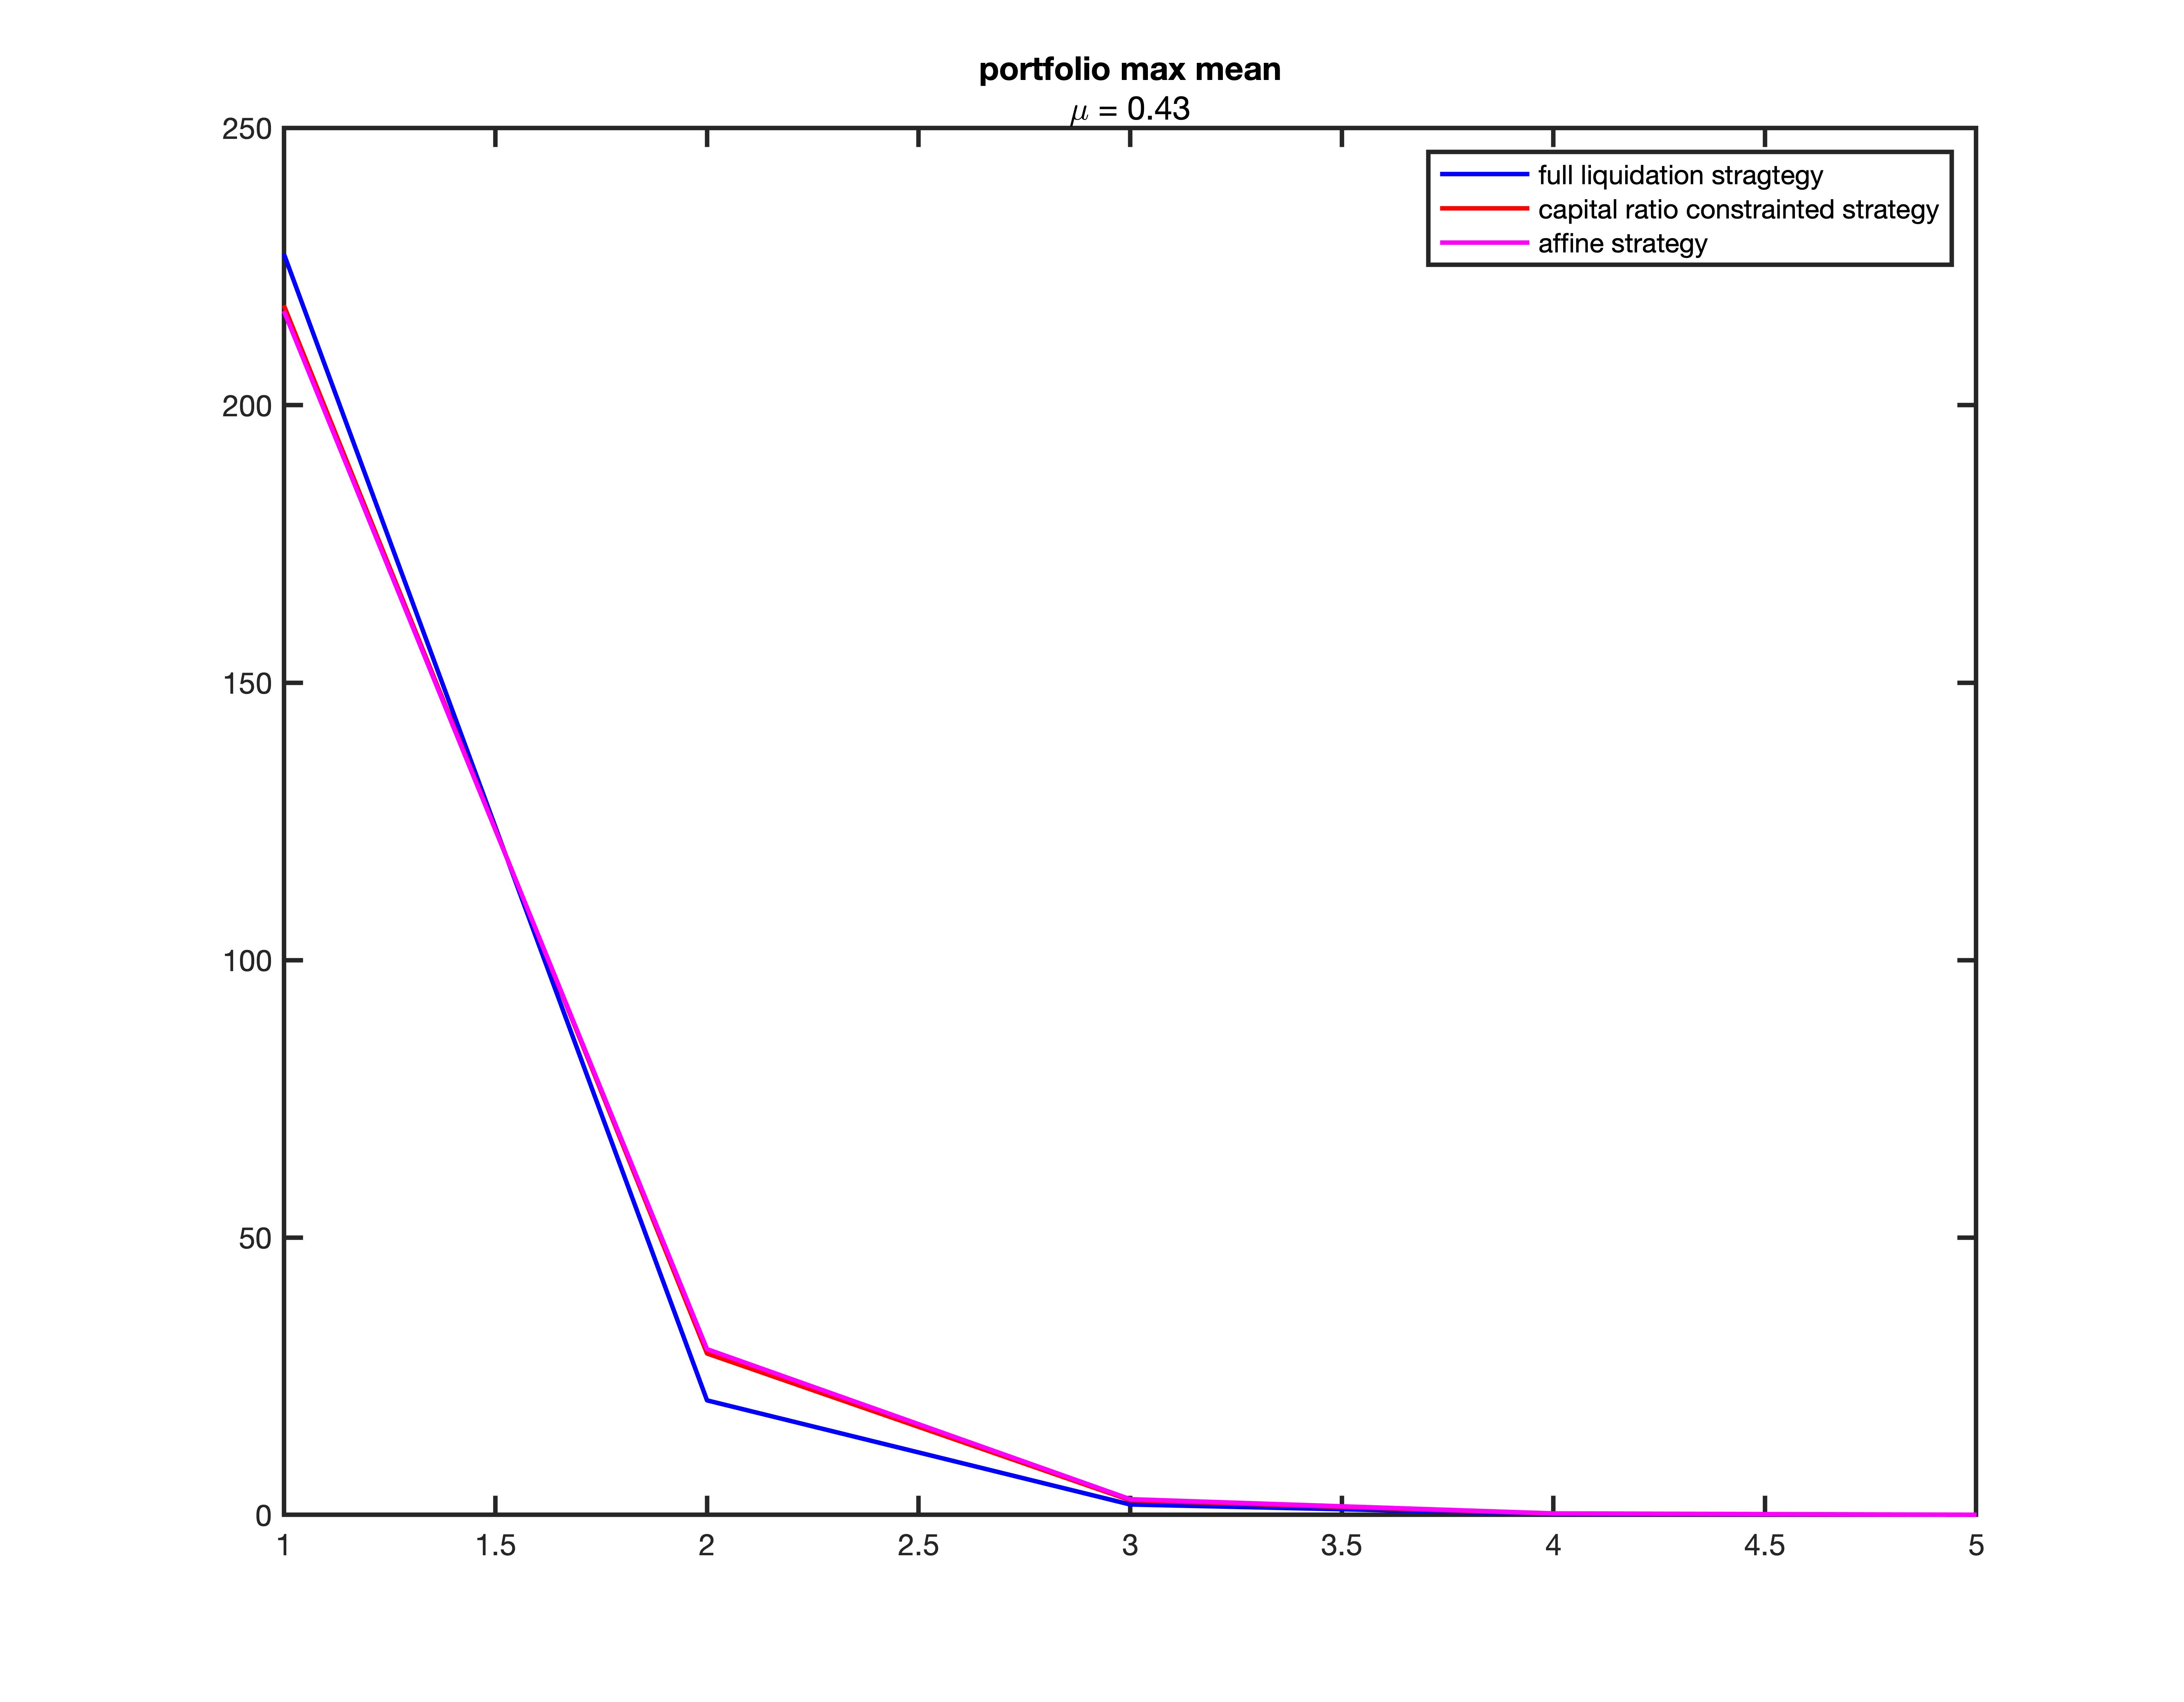 portfolio max mean
μ = 0.43
250
200
150
100
50
0
full liquidation stragtegy
capital ratio constrainted strategy
affine strategy
1 1.5 2 2.5 3 3.5 4 4.5 5